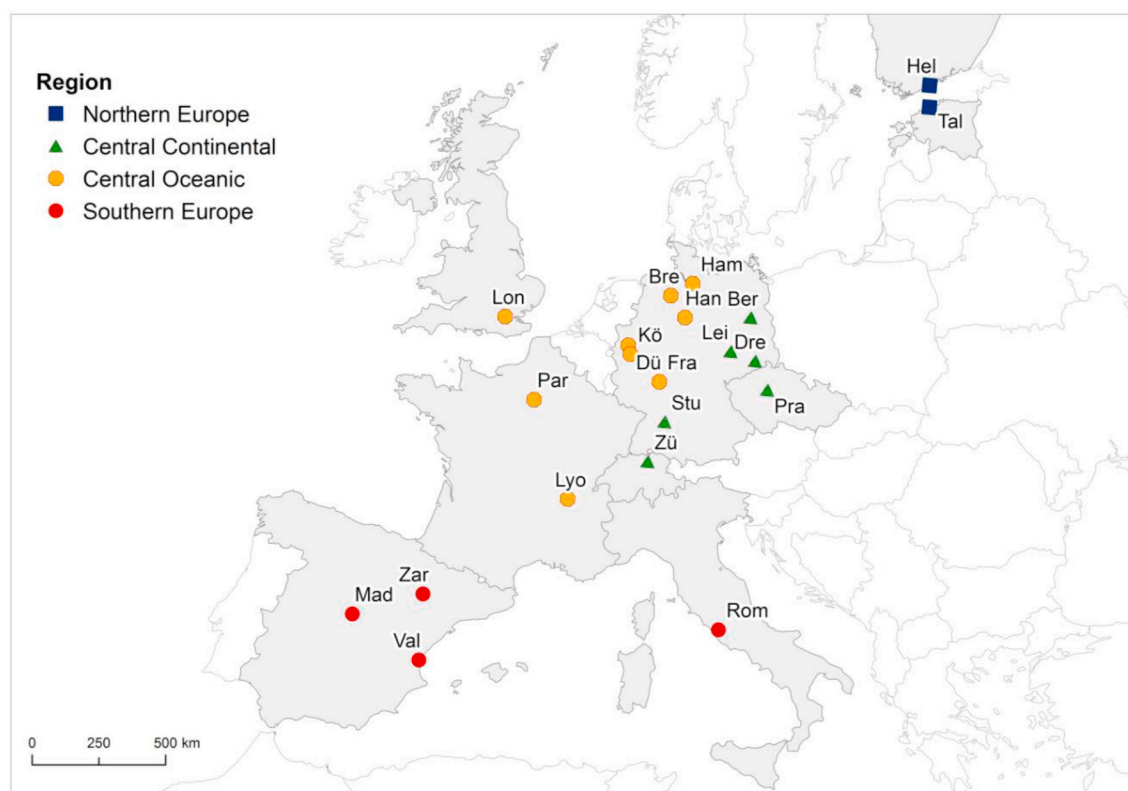 Region
Northern Europe
Central Continental
Central Oceanic
Southern Europe
Hel
Tal
Ham
Bre
Han Ber
Lon
Lei
Dre
Kö
Dü Fra
Par
Pra
Stu
Zü
Lyo
Zar
Mad
Rom
Val
0 250 500 km